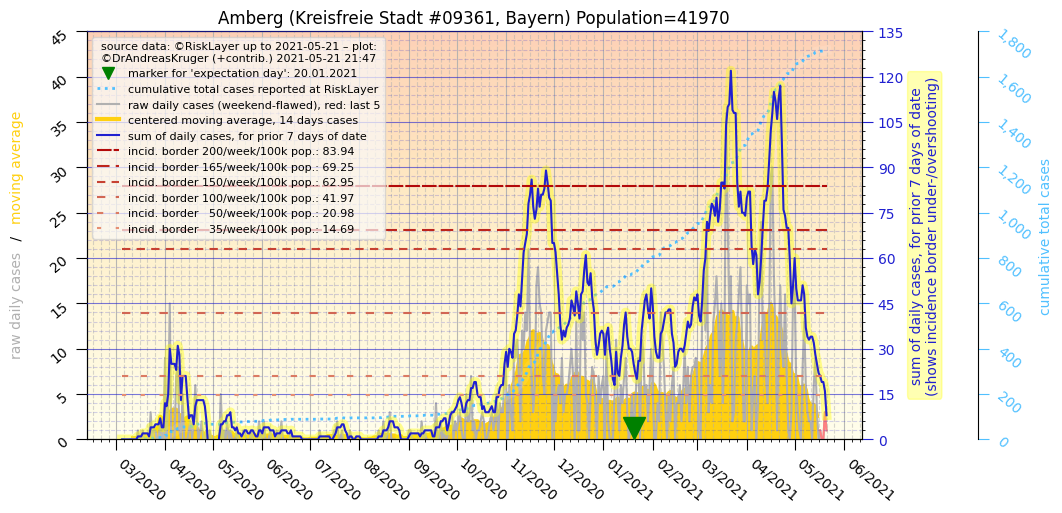 Amberg (Kreisfreie Stadt #09361, Bayern) Population=41970
source data: ©RiskLayer up to 2021-05-21 – plot:
©DrAndreasKruger (+contrib.) 2021-05-21 21:47
marker for 'expectation day': 20.01.2021
cumulative total cases reported at RiskLayer
raw daily cases (weekend-flawed), red: last 5
centered moving average, 14 days cases
sum of daily cases, for prior 7 days of date
incid. border 200/week/100k pop.: 83.94
incid. border 165/week/100k pop.: 69.25
incid. border 150/week/100k pop.: 62.95
incid. border 100/week/100k pop.: 41.97
incid. border   50/week/100k pop.: 20.98
incid. border   35/week/100k pop.: 14.69
raw daily cases   /   moving average
45
40
35
30
25
20
15
10
5
0
03/2020
04/2020
05/2020
06/2020
07/2020
08/2020
09/2020
10/2020
11/2020
12/2020
01/2021
02/2021
03/2021
04/2021
05/2021
06/2021
135
120
105
90
75
60
45
30
15
0
sum of daily cases, for prior 7 days of date
(shows incidence border under-/overshooting)
1,800
1,600
1,400
1,200
1,000
800
600
400
200
0
cumulative total cases